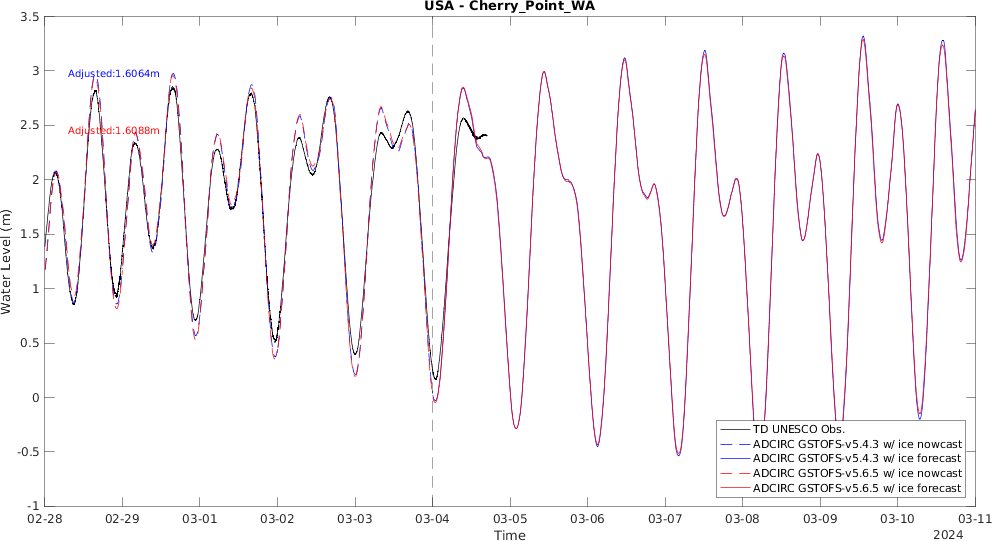 USA - Cherry_Point_WA
3.5
3
2.5
2
1.5
1
0.5
0
-0.5
-1
Water Level (m)
Adjusted:1.6064m
Adjusted:1.6088m
TD UNESCO Obs.
ADCIRC GSTOFS-v5.4.3 w/ ice nowcast
ADCIRC GSTOFS-v5.4.3 w/ ice forecast
ADCIRC GSTOFS-v5.6.5 w/ ice nowcast
ADCIRC GSTOFS-v5.6.5 w/ ice forecast
02-28 02-29 03-01 03-02 03-03 03-04 03-05 03-06 03-07 03-08 03-09 03-10 03-11
Time
2024